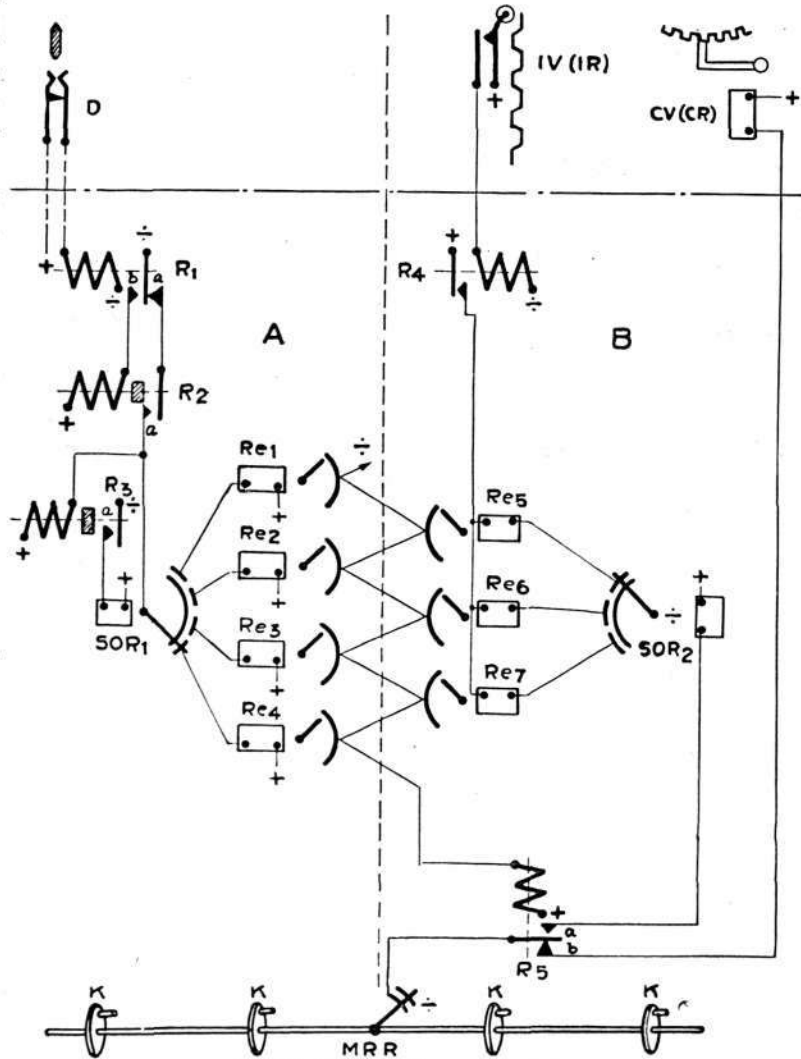 D
IV (IR)
+
CV(CR)
+
+
÷
b
a
R1
÷
+
R4
÷
A
B
R2
+
a
R3
÷
a
+
+
SOR1
Re1
+
÷
Re2
+
Re3
+
Re4
+
Re5
Re6
Re7
÷
+
SOR2
+
a
b
R5
K
K
÷
K
K
MRR